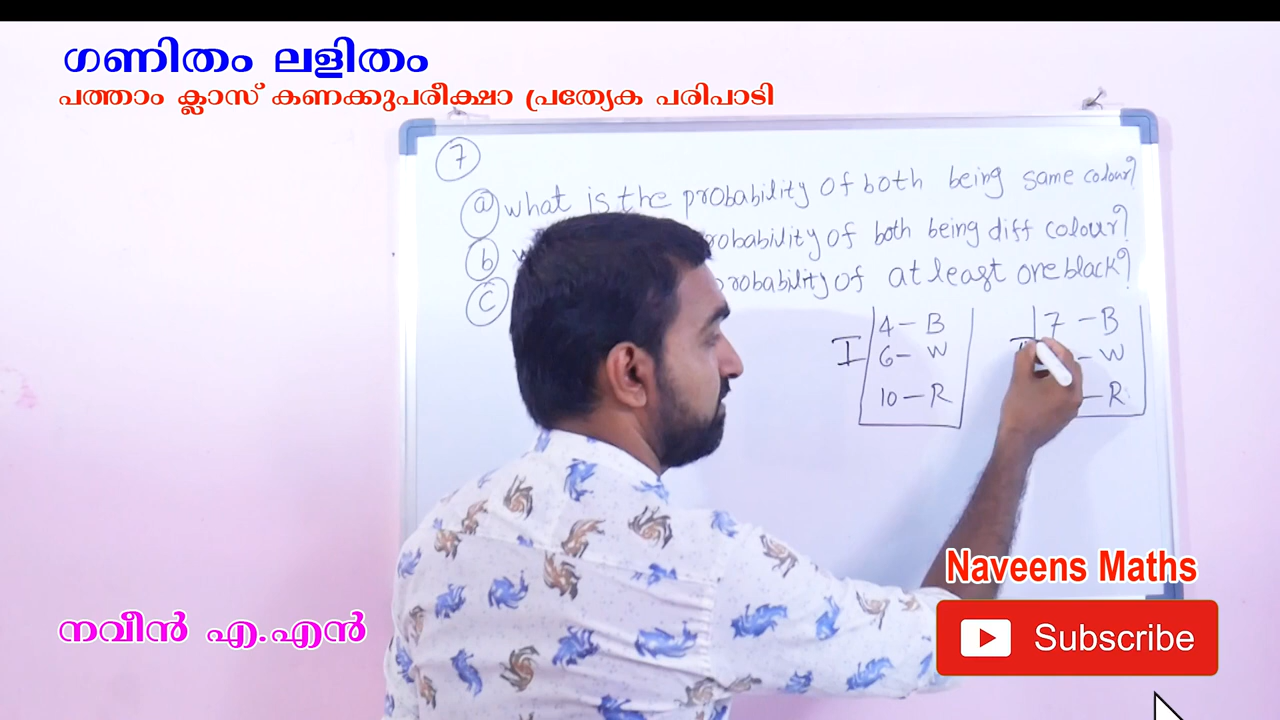 ഗണിതം ലളിതം
പത്താം ക്ലാസ് കണക്കുപരീക്ഷാ പ്രത്യേക പരിപാടി
7
a what is the probability of both being same colour?
b probability of both being diff colour?
c probability of at least one black?
I
4 - B
6 - W
10 - R
7 - B
- W
- R
Naveens Maths
Subscribe
നവീൻ എ.എൻ